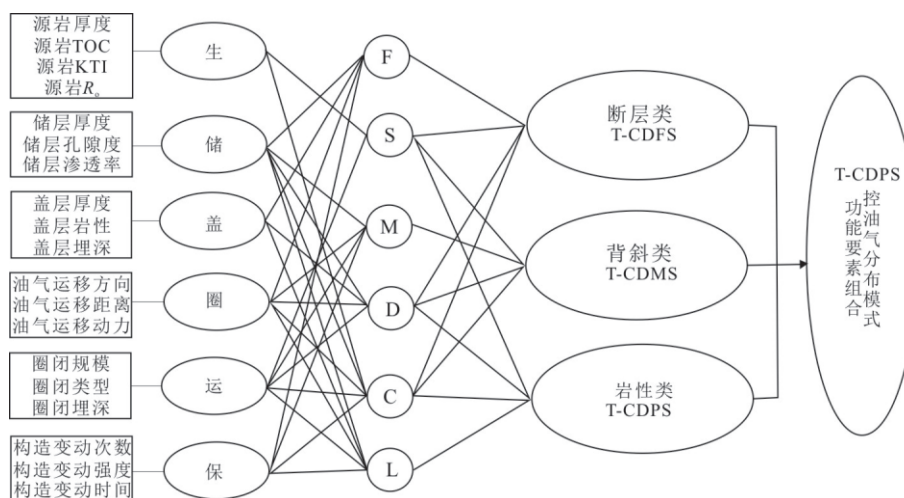 源岩厚度
源岩TOC
源岩KTI
源岩Rₒ
储层厚度
储层孔隙度
储层渗透率
盖层厚度
盖层岩性
盖层埋深
油气运移方向
油气运移距离
油气运移动力
圈闭规模
圈闭类型
圈闭埋深
构造变动次数
构造变动强度
构造变动时间
生
储
盖
圈
运
保
F
S
M
D
C
L
断层类
T-CDFS
背斜类
T-CDMS
岩性类
T-CDPS
T-CDPS
控油气分布模式
功能要素组合